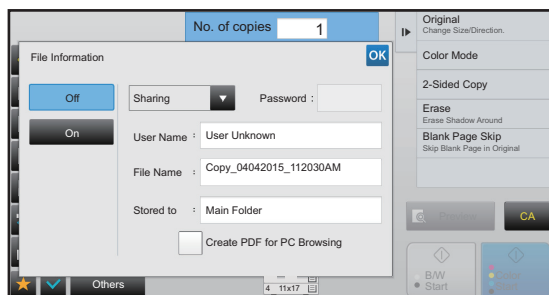 No. of copies 1
Original
Change Size/Direction.
File Information
OK
Color Mode
Off
Sharing
Password :
2-Sided Copy
On
User Name : User Unknown
Erase
Erase Shadow Around
Blank Page Skip
Skip Blank Page in Original
File Name : Copy_04042015_112030AM
Stored to : Main Folder
CA
Create PDF for PC Browsing
B/W
Start
Others
4 11x17